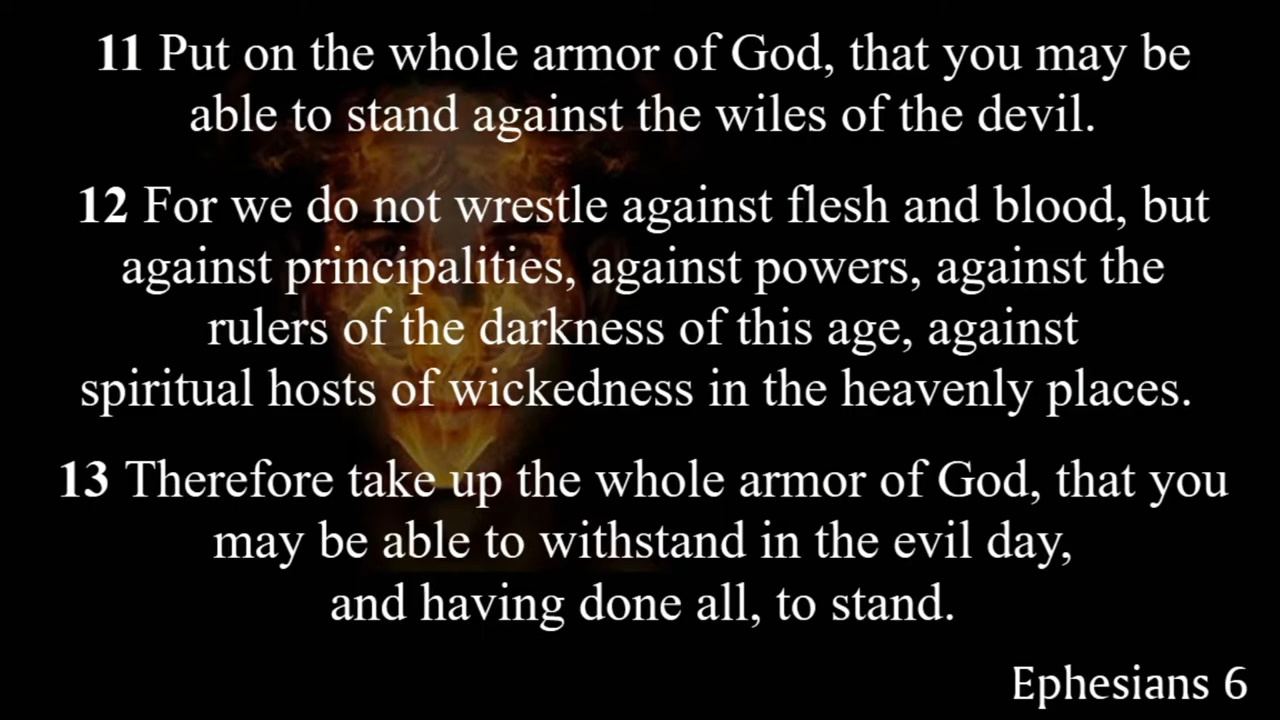 11 Put on the whole armor of God, that you may be
able to stand against the wiles of the devil.
12 For we do not wrestle against flesh and blood, but
against principalities, against powers, against the
rulers of the darkness of this age, against
spiritual hosts of wickedness in the heavenly places.
13 Therefore take up the whole armor of God, that you
may be able to withstand in the evil day,
and having done all, to stand.
Ephesians 6